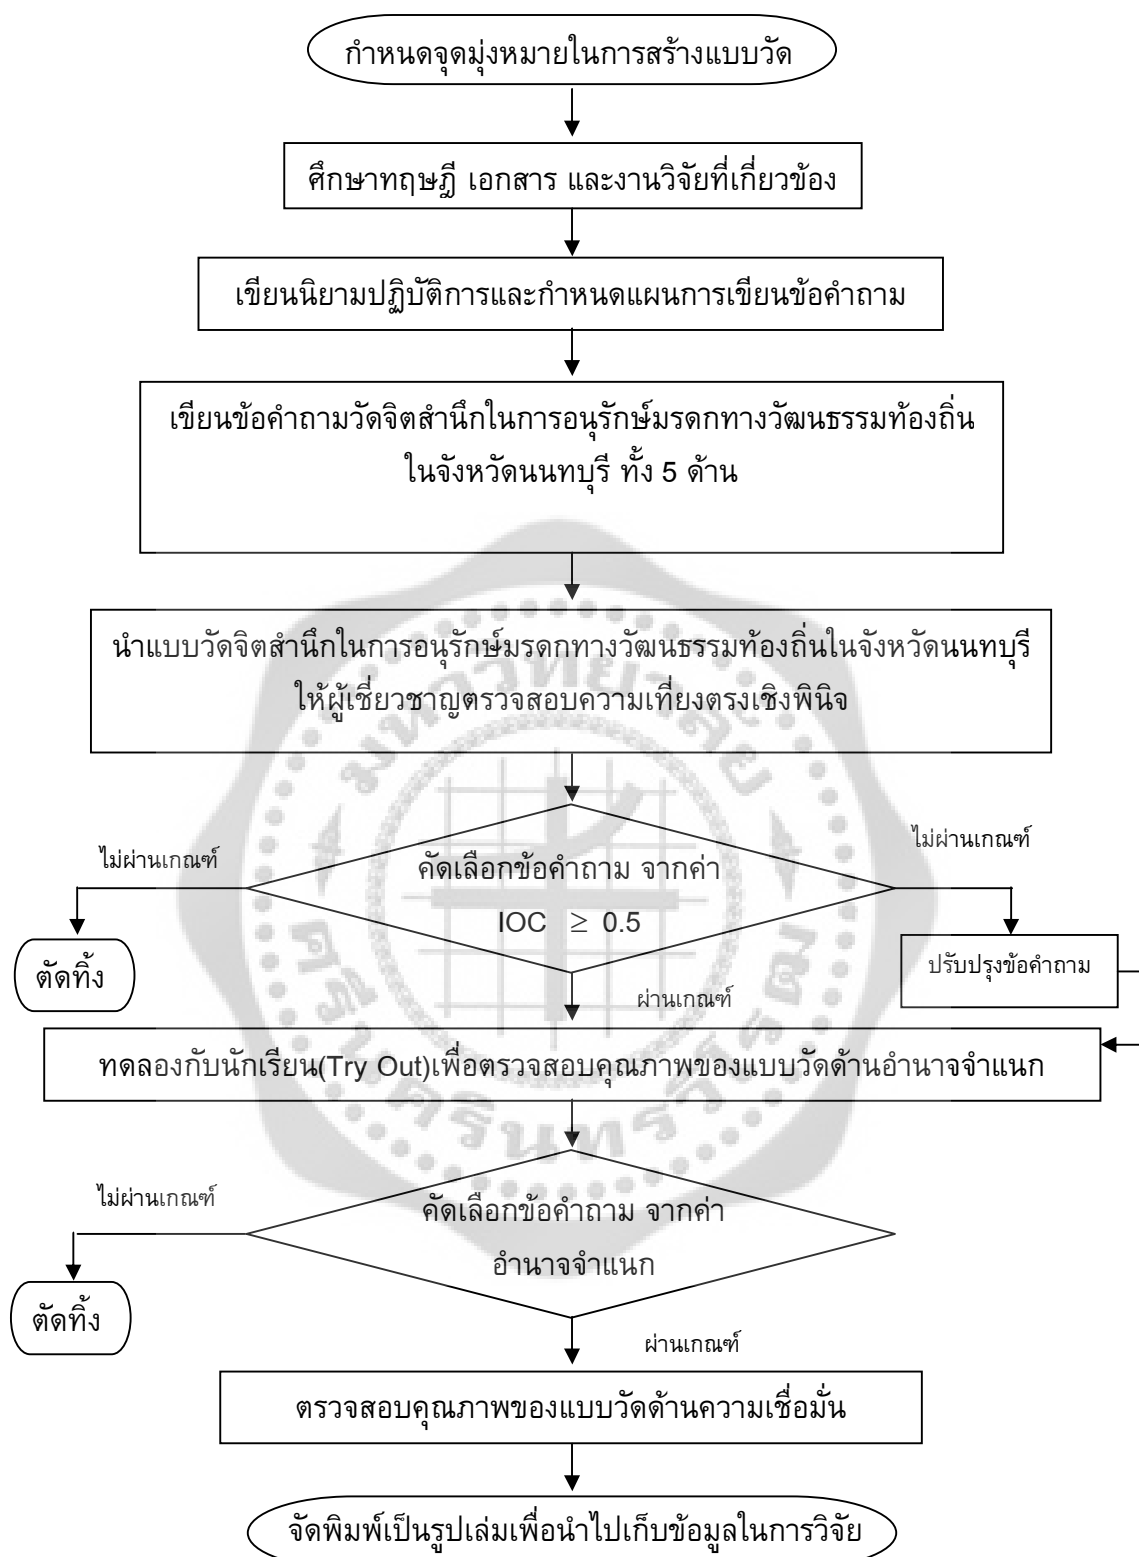 กำหนดจุดมุ่งหมายในการสร้างแบบวัด
ศึกษาทฤษฎี เอกสาร และงานวิจัยที่เกี่ยวข้อง
เขียนนิยามปฏิบัติการและกำหนดแผนการเขียนข้อคำถาม
เขียนข้อคำถามวัดจิตสำนึกในการอนุรักษ์มรดกทางวัฒนธรรมท้องถิ่น
ในจังหวัดนนทบุรี ทั้ง 5 ด้าน
นำแบบวัดจิตสำนึกในการอนุรักษ์มรดกทางวัฒนธรรมท้องถิ่นในจังหวัดนนทบุรี
ให้ผู้เชี่ยวชาญตรวจสอบความเที่ยงตรงเชิงพินิจ
ไม่ผ่านเกณฑ์
ไม่ผ่านเกณฑ์
คัดเลือกข้อคำถาม จากค่า
IOC ≥ 0.5
ตัดทิ้ง
ปรับปรุงข้อคำถาม
ผ่านเกณฑ์
ทดลองกับนักเรียน(Try Out)เพื่อตรวจสอบคุณภาพของแบบวัดด้านอำนาจจำแนก
ไม่ผ่านเกณฑ์
คัดเลือกข้อคำถาม จากค่า
อำนาจจำแนก
ตัดทิ้ง
ผ่านเกณฑ์
ตรวจสอบคุณภาพของแบบวัดด้านความเชื่อมั่น
จัดพิมพ์เป็นรูปเล่มเพื่อนำไปเก็บข้อมูลในการวิจัย
มหาวิทยาลัย
ศรีนครินทรวิโรฒ